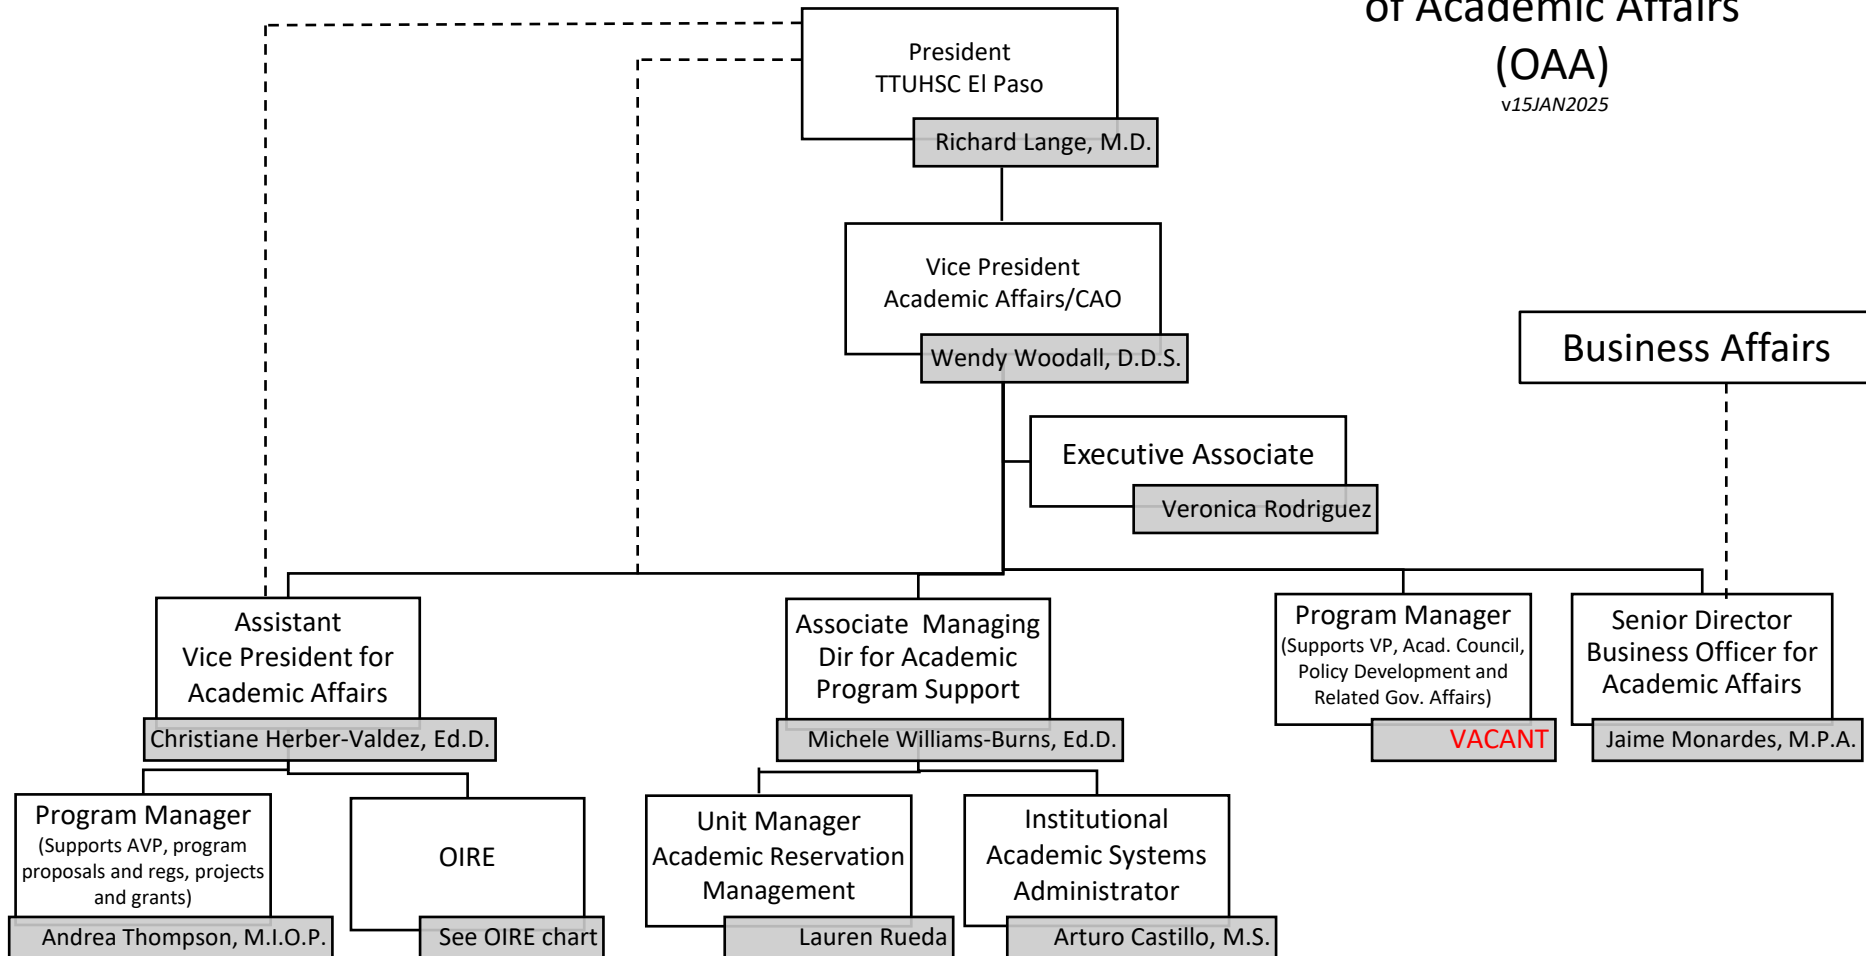 of Academic Affairs
(OAA)
v15JAN2025
President
TTUHSC El Paso
Richard Lange, M.D.
Vice President
Academic Affairs/CAO
Wendy Woodall, D.D.S.
Business Affairs
Executive Associate
Veronica Rodriguez
Assistant
Vice President for
Academic Affairs
Christiane Herber-Valdez, Ed.D.
Associate  Managing
Dir for Academic
Program Support
Michele Williams-Burns, Ed.D.
Program Manager
(Supports VP, Acad. Council,
Policy Development and
Related Gov. Affairs)
VACANT
Senior Director
Business Officer for
Academic Affairs
Jaime Monardes, M.P.A.
Program Manager
(Supports AVP, program
proposals and regs, projects
and grants)
Andrea Thompson, M.I.O.P.
OIRE
See OIRE chart
Unit Manager
Academic Reservation
Management
Lauren Rueda
Institutional
Academic Systems
Administrator
Arturo Castillo, M.S.